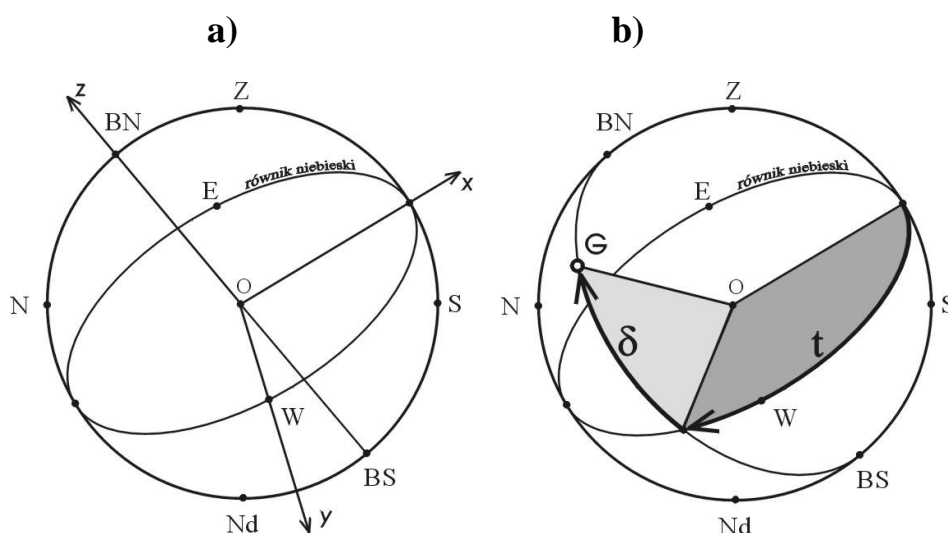 a)
b)
z
BN
Z
równik niebieski
E
x
O
N
S
W
BS
y
Nd
BN
Z
równik niebieski
E
G
O
N
S
δ
t
W
BS
Nd